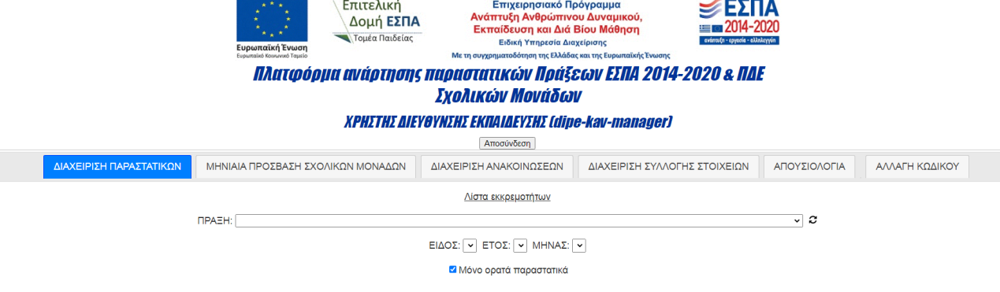 Ευρωπαϊκή Ένωση
Ευρωπαϊκό Κοινωνικό Ταμείο
Επιτελική
Δομή ΕΣΠΑ
Τομέα Παιδείας
Επιχειρησιακό Πρόγραμμα
Ανάπτυξη Ανθρώπινου Δυναμικού,
Εκπαίδευση και Διά Βίου Μάθηση
Ειδική Υπηρεσία Διαχείρισης
Με τη συγχρηματοδότηση της Ελλάδας και της Ευρωπαϊκής Ένωσης
ΕΣΠΑ
2014-2020
ανάπτυξη - εργασία - αλληλεγγύη
Πλατφόρμα ανάρτησης παραστατικών Πράξεων ΕΣΠΑ 2014-2020 & ΠΔΕ
Σχολικών Μονάδων
ΧΡΗΣΤΗΣ ΔΙΕΥΘΥΝΣΗΣ ΕΚΠΑΙΔΕΥΣΗΣ (dipe-kav-manager)
Αποσύνδεση
ΔΙΑΧΕΙΡΙΣΗ ΠΑΡΑΣΤΑΤΙΚΩΝ ΜΗΝΙΑΙΑ ΠΡΟΣΒΑΣΗ ΣΧΟΛΙΚΩΝ ΜΟΝΑΔΩΝ ΔΙΑΧΕΙΡΙΣΗ ΑΝΑΚΟΙΝΩΣΕΩΝ ΔΙΑΧΕΙΡΙΣΗ ΣΥΛΛΟΓΗΣ ΣΤΟΙΧΕΙΩΝ ΑΠΟΥΣΙΟΛΟΓΙΑ ΑΛΛΑΓΗ ΚΩΔΙΚΟΥ
Λίστα εκκρεμοτήτων
ΠΡΑΞΗ:
ΕΙΔΟΣ: ΕΤΟΣ: ΜΗΝΑΣ:
Μόνο ορατά παραστατικά